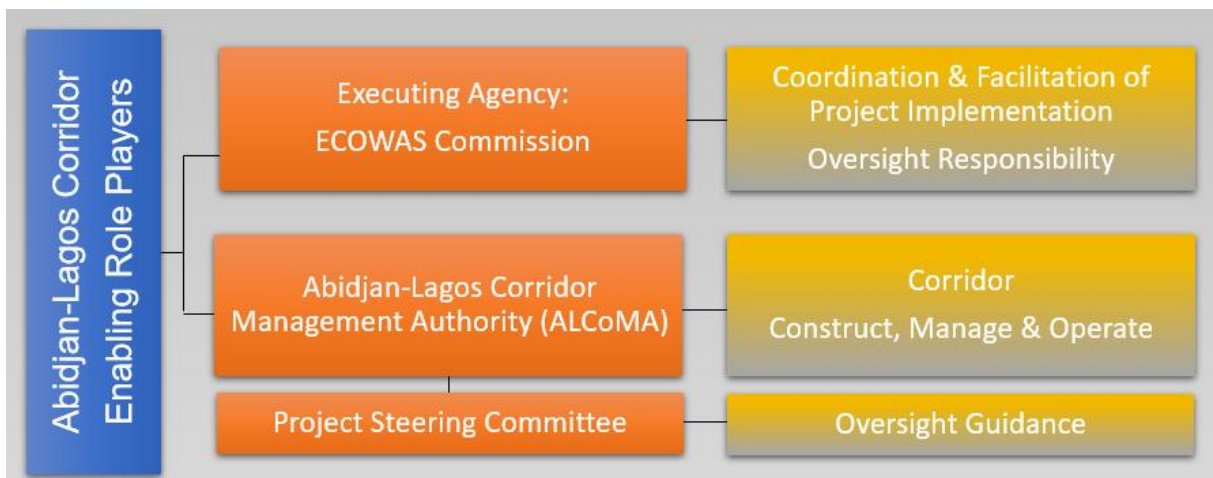 Abidjan-Lagos Corridor
Enabling Role Players
Executing Agency:
ECOWAS Commission
Coordination & Facilitation of
Project Implementation
Oversight Responsibility
Abidjan-Lagos Corridor
Management Authority (ALCoMA)
Corridor
Construct, Manage & Operate
Project Steering Committee
Oversight Guidance